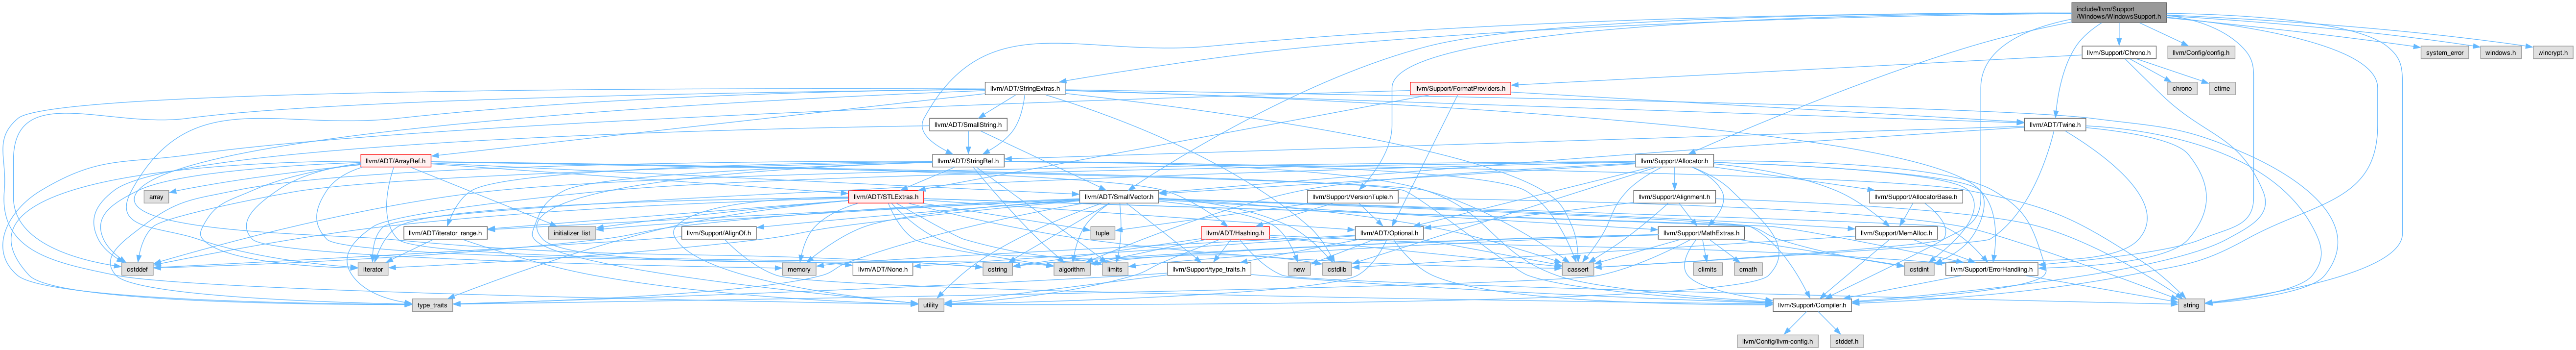 include/llvm/Support
/Windows/WindowsSupport.h
llvm/Support/Chrono.h
llvm/Config/config.h
system_error
windows.h
wincrypt.h
llvm/ADT/StringExtras.h
llvm/Support/FormatProviders.h
chrono
ctime
llvm/ADT/SmallString.h
llvm/ADT/Twine.h
llvm/ADT/ArrayRef.h
llvm/ADT/StringRef.h
llvm/Support/Allocator.h
array
llvm/ADT/STLExtras.h
llvm/ADT/SmallVector.h
llvm/Support/VersionTuple.h
llvm/Support/Alignment.h
llvm/Support/AllocatorBase.h
llvm/ADT/iterator_range.h
initializer_list
llvm/Support/AlignOf.h
tuple
llvm/ADT/Hashing.h
llvm/ADT/Optional.h
llvm/Support/MathExtras.h
llvm/Support/MemAlloc.h
cstddef
iterator
memory
llvm/ADT/None.h
cstring
algorithm
limits
llvm/Support/type_traits.h
new
cstdlib
cassert
climits
cmath
cstdint
llvm/Support/ErrorHandling.h
type_traits
utility
llvm/Support/Compiler.h
string
llvm/Config/llvm-config.h
stddef.h